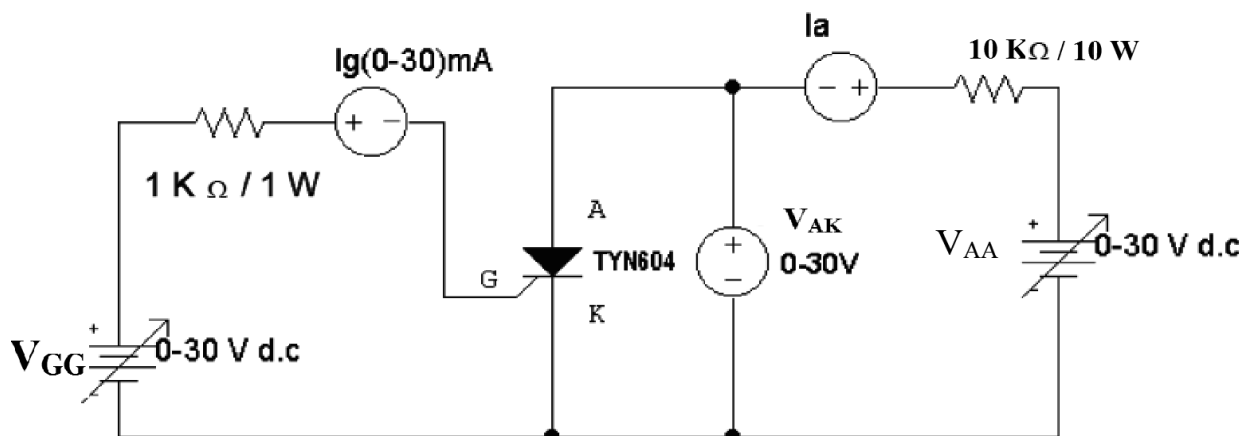 Ia
10 KΩ / 10 W
Ig(0-30)mA
+ -
- +
1 K Ω / 1 W
A
TYN604
G
K
V_AK
+
-
0-30V
V_AA
+
-
0-30 V d.c
V_GG
+
-
0-30 V d.c